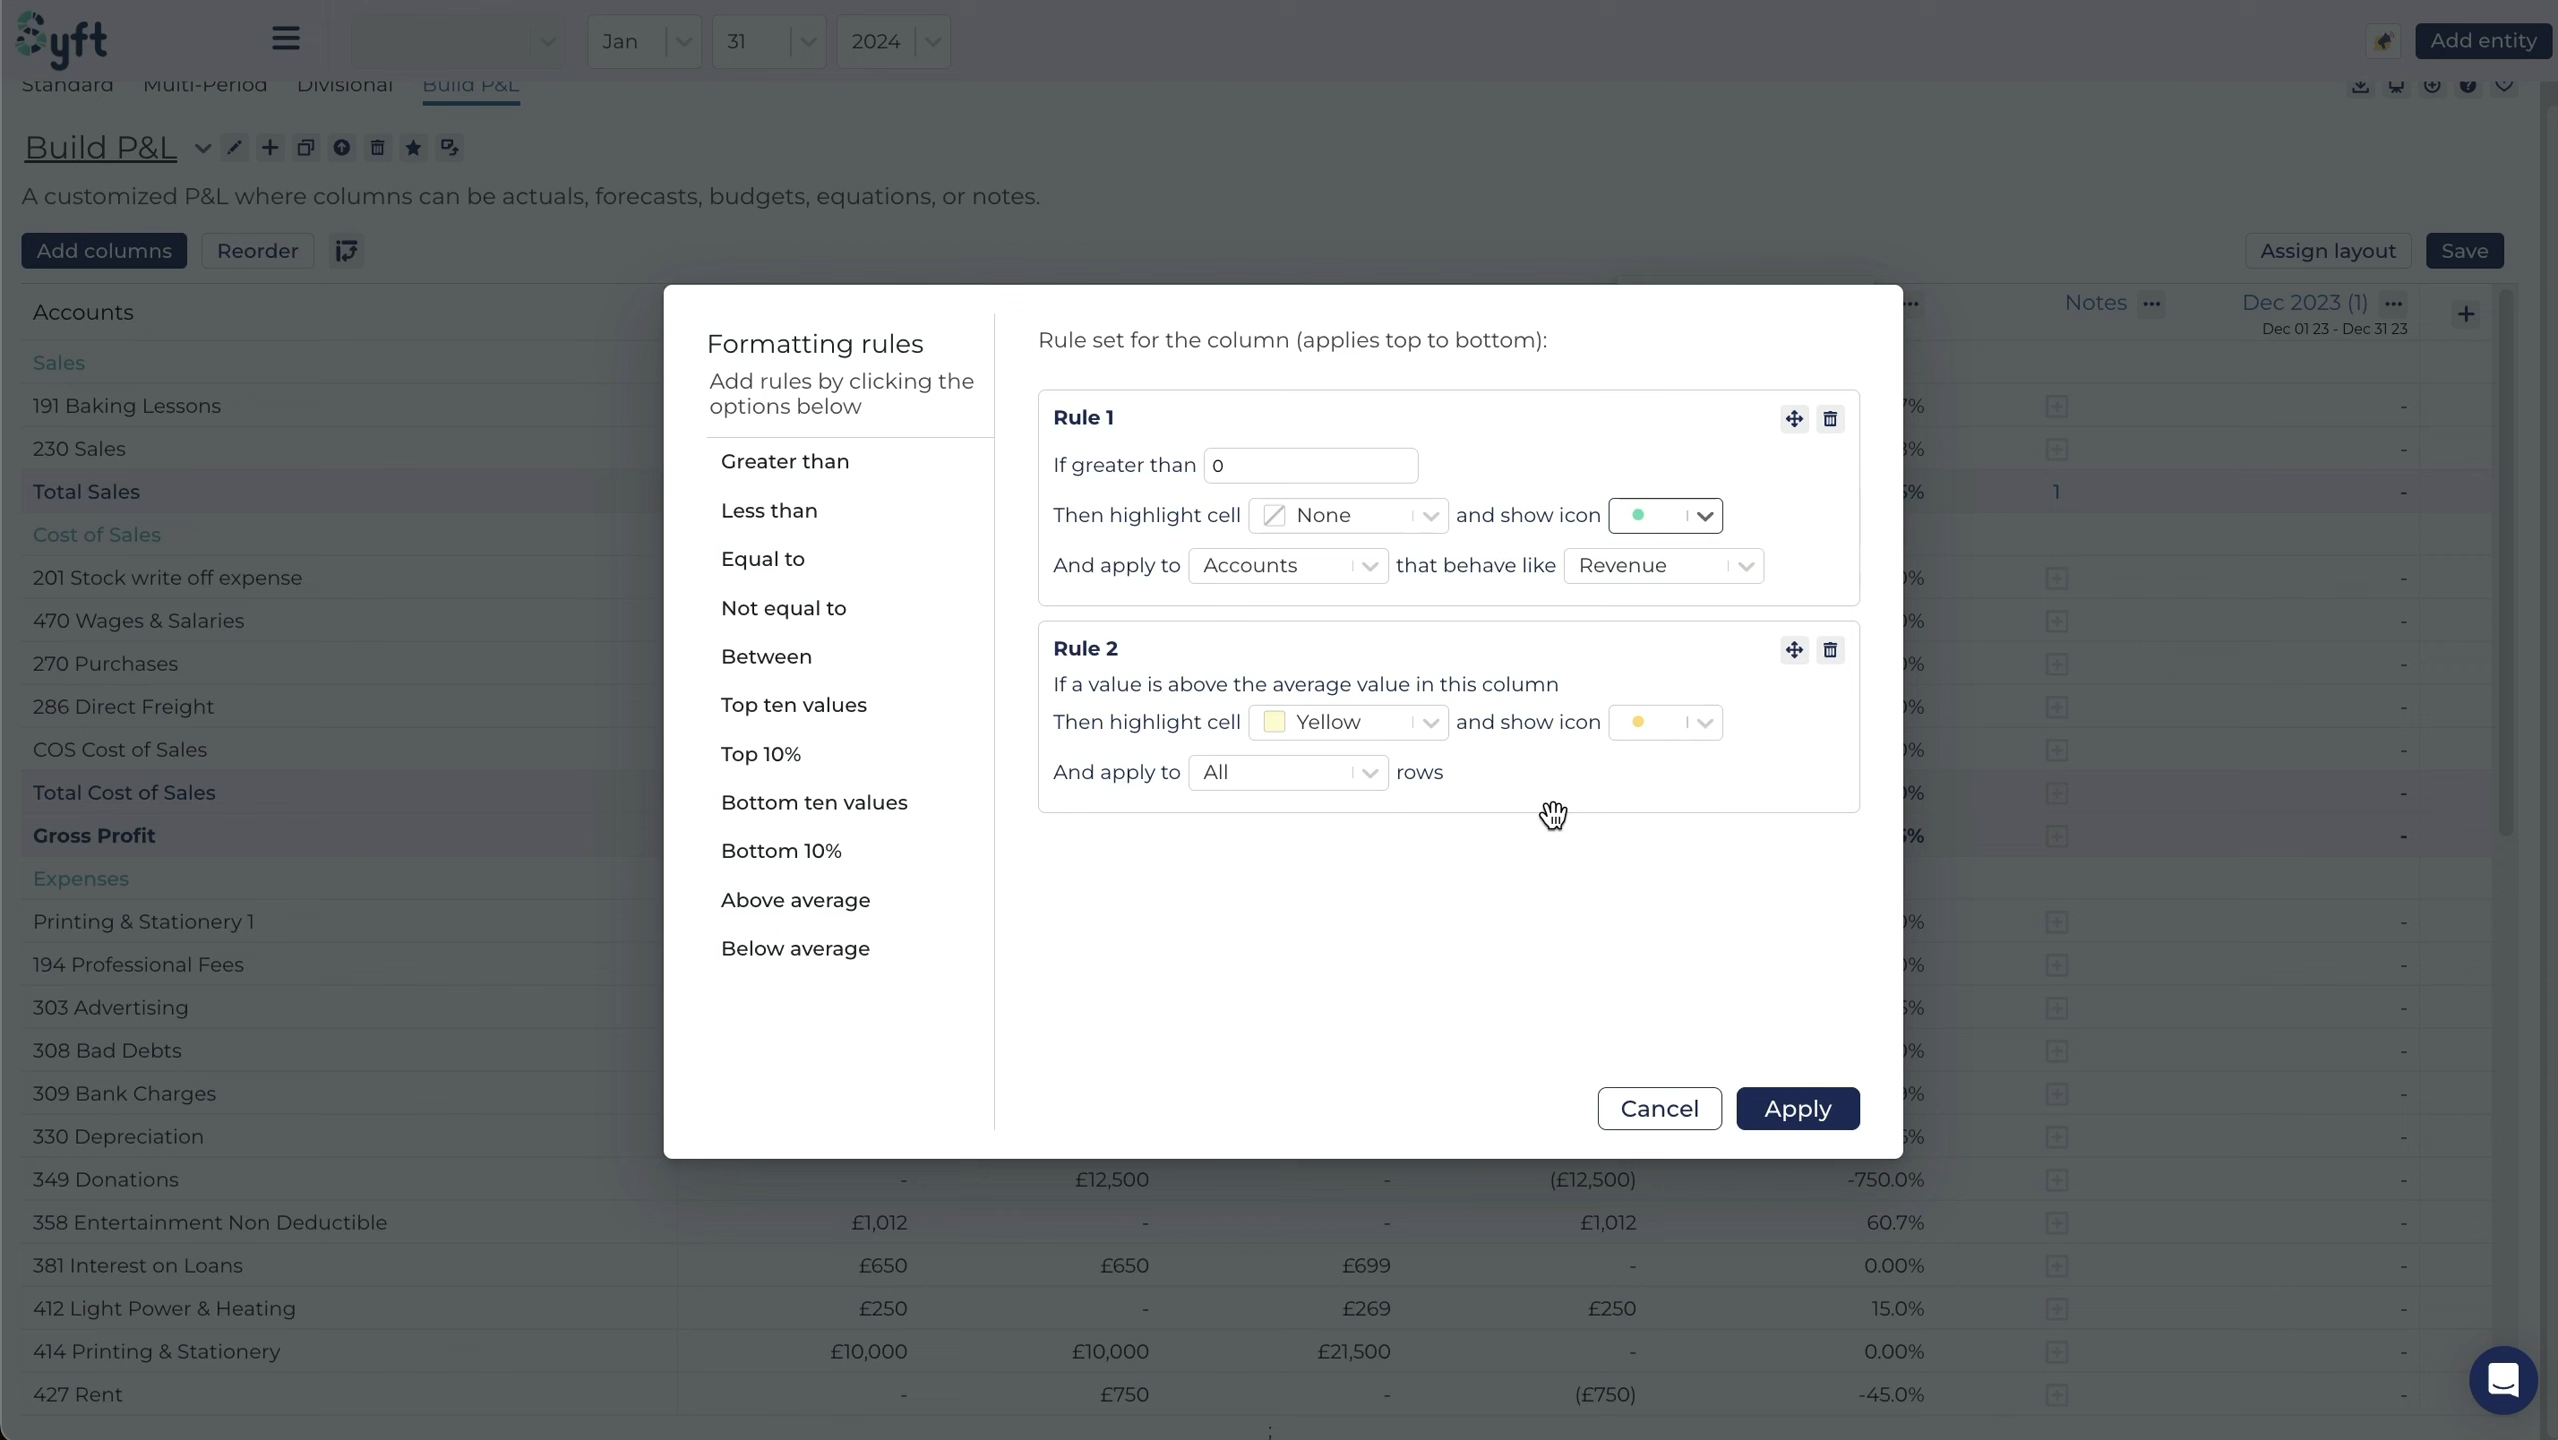 Syft
Jan 31 2024
Add entity
Standard Multi-Period Divisional Build P&L
Build P&L
A customized P&L where columns can be actuals, forecasts, budgets, equations, or notes.
Add columns Reorder
Assign layout Save
Accounts
Notes Dec 2023 (1)
Dec 01 23 - Dec 31 23
Sales
191 Baking Lessons
-
230 Sales
-
Total Sales
1 -
Cost of Sales
201 Stock write off expense
-
470 Wages & Salaries
-
270 Purchases
-
286 Direct Freight
-
COS Cost of Sales
-
Total Cost of Sales
-
Gross Profit
-
Expenses
Printing & Stationery 1
-
194 Professional Fees
-
303 Advertising
-
308 Bad Debts
-
309 Bank Charges
-
330 Depreciation
-
349 Donations - £12,500 - (£12,500) -750.0% -
358 Entertainment Non Deductible £1,012 - - £1,012 60.7% -
381 Interest on Loans £650 £650 £699 - 0.00% -
412 Light Power & Heating £250 - £269 £250 15.0% -
414 Printing & Stationery £10,000 £10,000 £21,500 - 0.00% -
427 Rent - £750 - (£750) -45.0% -
Formatting rules
Add rules by clicking the
options below
Greater than
Less than
Equal to
Not equal to
Between
Top ten values
Top 10%
Bottom ten values
Bottom 10%
Above average
Below average
Rule set for the column (applies top to bottom):
Rule 1
If greater than 0
Then highlight cell None and show icon
And apply to Accounts that behave like Revenue
Rule 2
If a value is above the average value in this column
Then highlight cell Yellow and show icon
And apply to All rows
Cancel Apply